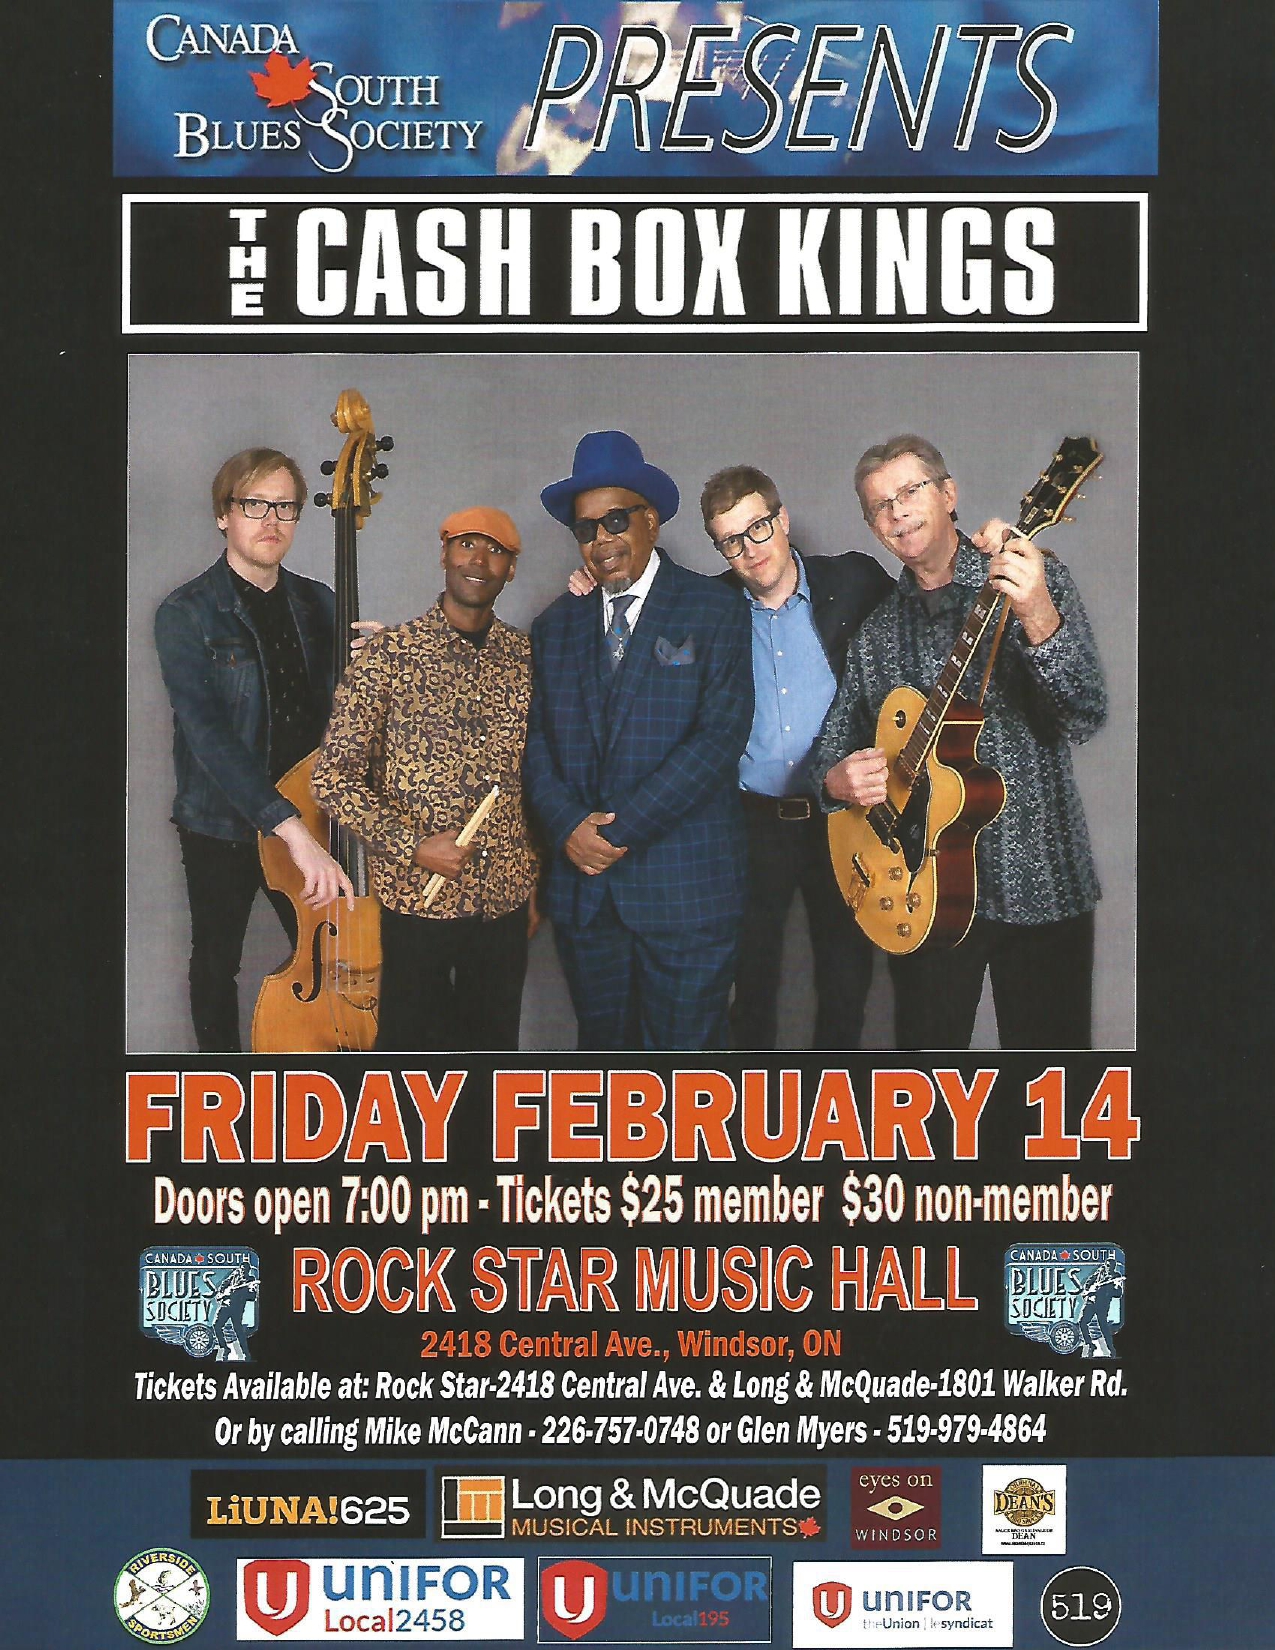 CANADA
SOUTH
BLUES SOCIETY
PRESENTS
THE CASH BOX KINGS
FRIDAY FEBRUARY 14
Doors open 7:00 pm - Tickets $25 member $30 non-member
CANADA SOUTH
BLUES
SOCIETY
ROCK STAR MUSIC HALL
CANADA SOUTH
BLUES
SOCIETY
2418 Central Ave., Windsor, ON
Tickets Available at: Rock Star-2418 Central Ave. & Long & McQuade-1801 Walker Rd.
Or by calling Mike McCann - 226-757-0748 or Glen Myers - 519-979-4864
LiUNA!625
Long & McQuade
MUSICAL INSTRUMENTS
eyes on
WINDSOR
DEAN'S
DEAN
RIVERSIDE
SPORTSMEN
UNIFOR
Local2458
UNIFOR
Local195
UNIFOR
theUnion | lesyndicat
519